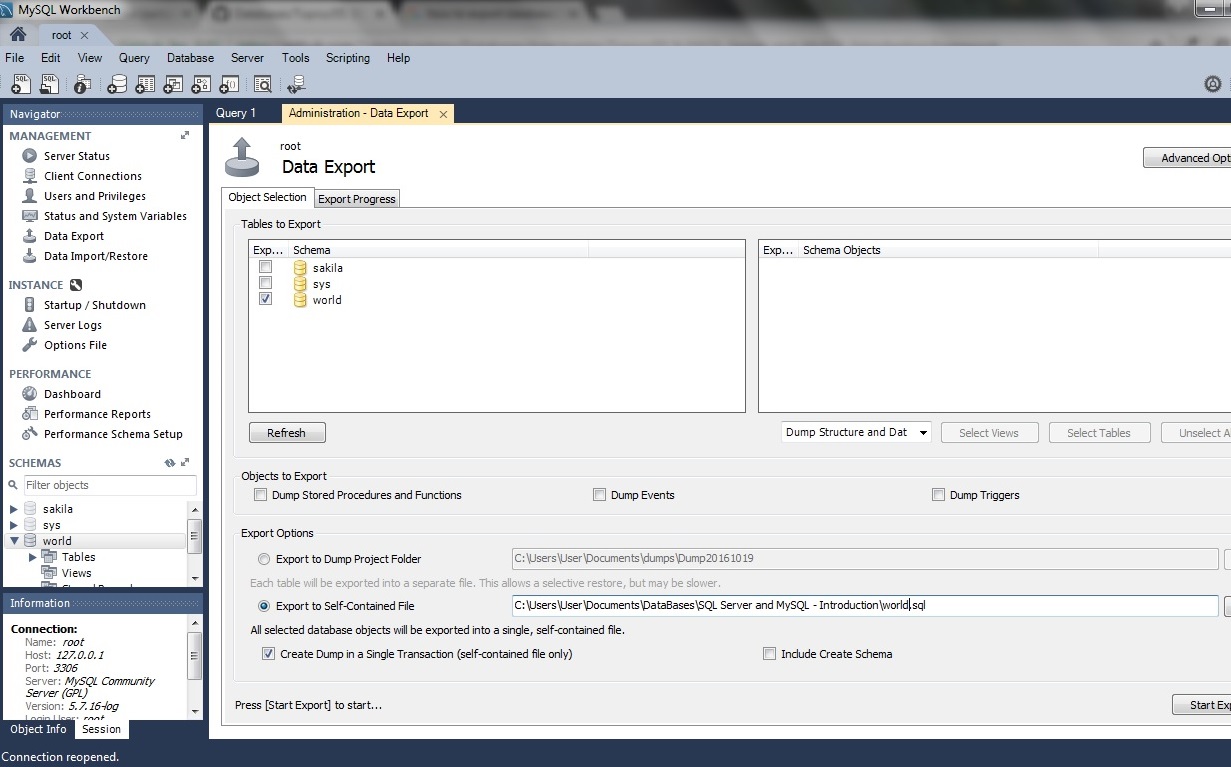 MySQL Workbench
root
File Edit View Query Database Server Tools Scripting Help
Navigator
MANAGEMENT
Server Status
Client Connections
Users and Privileges
Status and System Variables
Data Export
Data Import/Restore
INSTANCE
Startup / Shutdown
Server Logs
Options File
PERFORMANCE
Dashboard
Performance Reports
Performance Schema Setup
SCHEMAS
Filter objects
sakila
sys
world
Tables
Views
Information
Connection:
Name: root
Host: 127.0.0.1
Port: 3306
Server: MySQL Community
Server (GPL)
Version: 5.7.16-log
Login User: root
Object Info Session
Query 1 Administration - Data Export
root
Data Export
Advanced Opt
Object Selection Export Progress
Tables to Export
Exp... Schema
sakila
sys
world
Exp... Schema Objects
Refresh Dump Structure and Dat Select Views Select Tables Unselect A
Objects to Export
Dump Stored Procedures and Functions Dump Events Dump Triggers
Export Options
Export to Dump Project Folder C:\Users\User\Documents\dumps\Dump20161019
Each table will be exported into a separate file. This allows a selective restore, but may be slower.
Export to Self-Contained File C:\Users\User\Documents\DataBases\SQL Server and MySQL - Introduction\world.sql
All selected database objects will be exported into a single, self-contained file.
Create Dump in a Single Transaction (self-contained file only) Include Create Schema
Press [Start Export] to start...
Start Exp
Connection reopened.